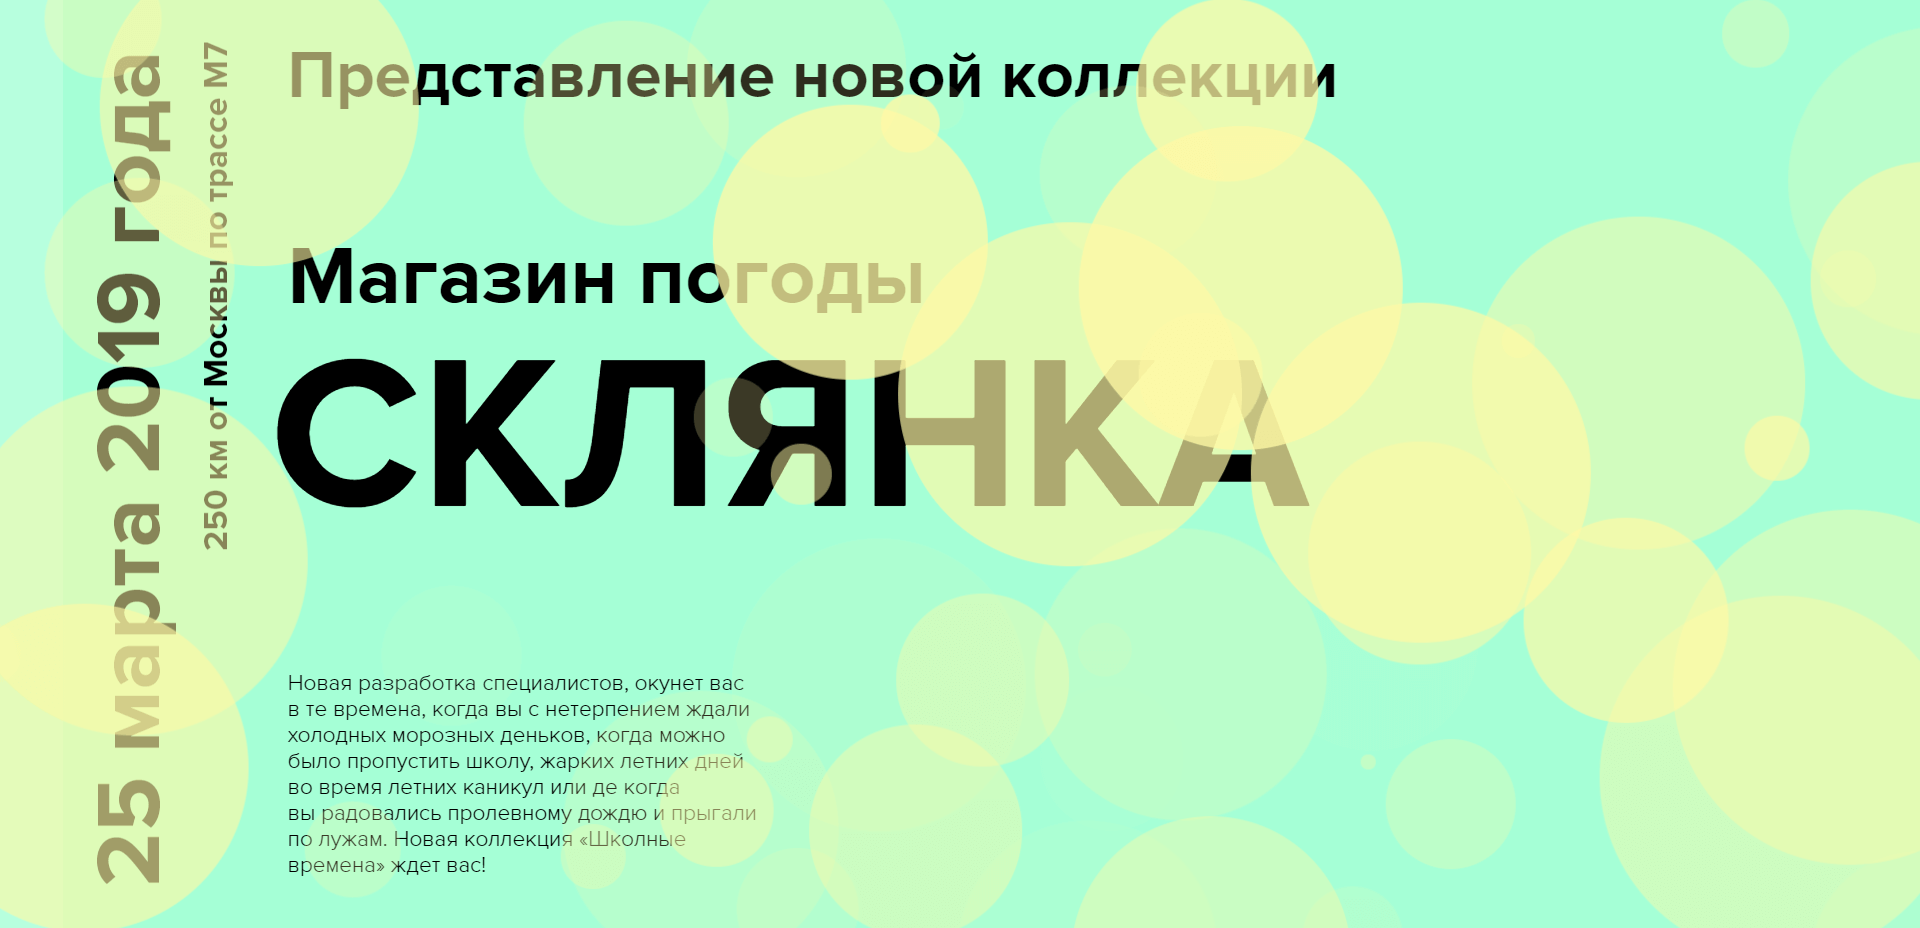 25 марта 2019 года
250 км от Москвы по трассе М7
Представление новой коллекции
Магазин погоды
СКЛЯНКА
Новая разработка специалистов, окунет вас
в те времена, когда вы с нетерпением ждали
холодных морозных деньков, когда можно
было пропустить школу, жарких летних дней
во время летних каникул или де когда
вы радовались пролевному дождю и прыгали
по лужам. Новая коллекция «Школные
времена» ждет вас!